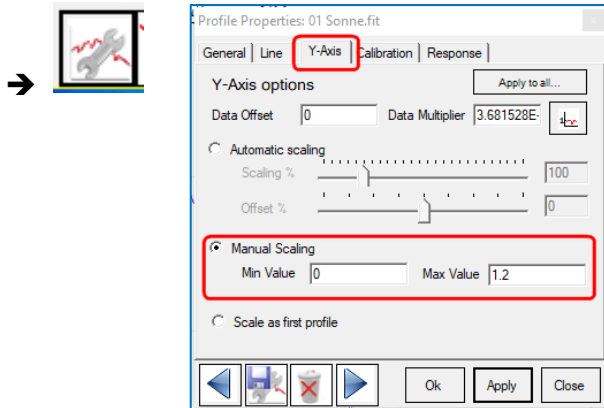 Profile Properties: 01 Sonne.fit
General Line Y-Axis Calibration Response
Y-Axis options Apply to all...
Data Offset 0 Data Multiplier 3.681528E-
Automatic scaling
Scaling % 100
Offset % 0
Manual Scaling
Min Value 0 Max Value 1.2
Scale as first profile
Ok Apply Close